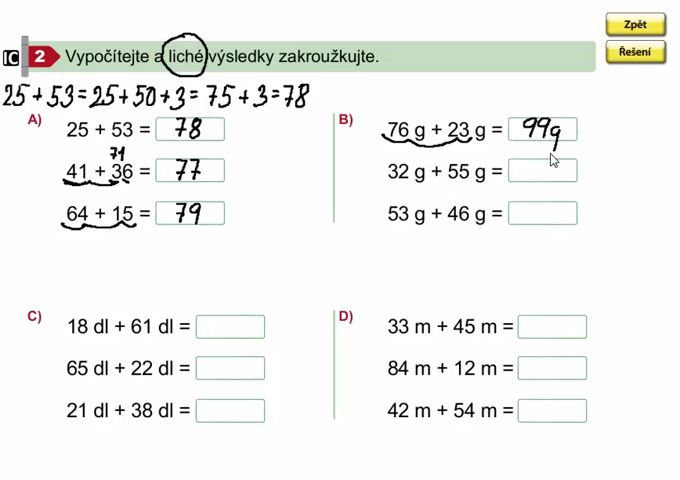 Zpět
Řešení
2 Vypočítejte a liché výsledky zakroužkujte.
25 + 53 = 25 + 50 + 3 = 75 + 3 = 78
A)
25 + 53 = 78
71
41 + 36 = 77
64 + 15 = 79
B)
76 g + 23 g = 99g
32 g + 55 g =
53 g + 46 g =
C)
18 dl + 61 dl =
65 dl + 22 dl =
21 dl + 38 dl =
D)
33 m + 45 m =
84 m + 12 m =
42 m + 54 m =